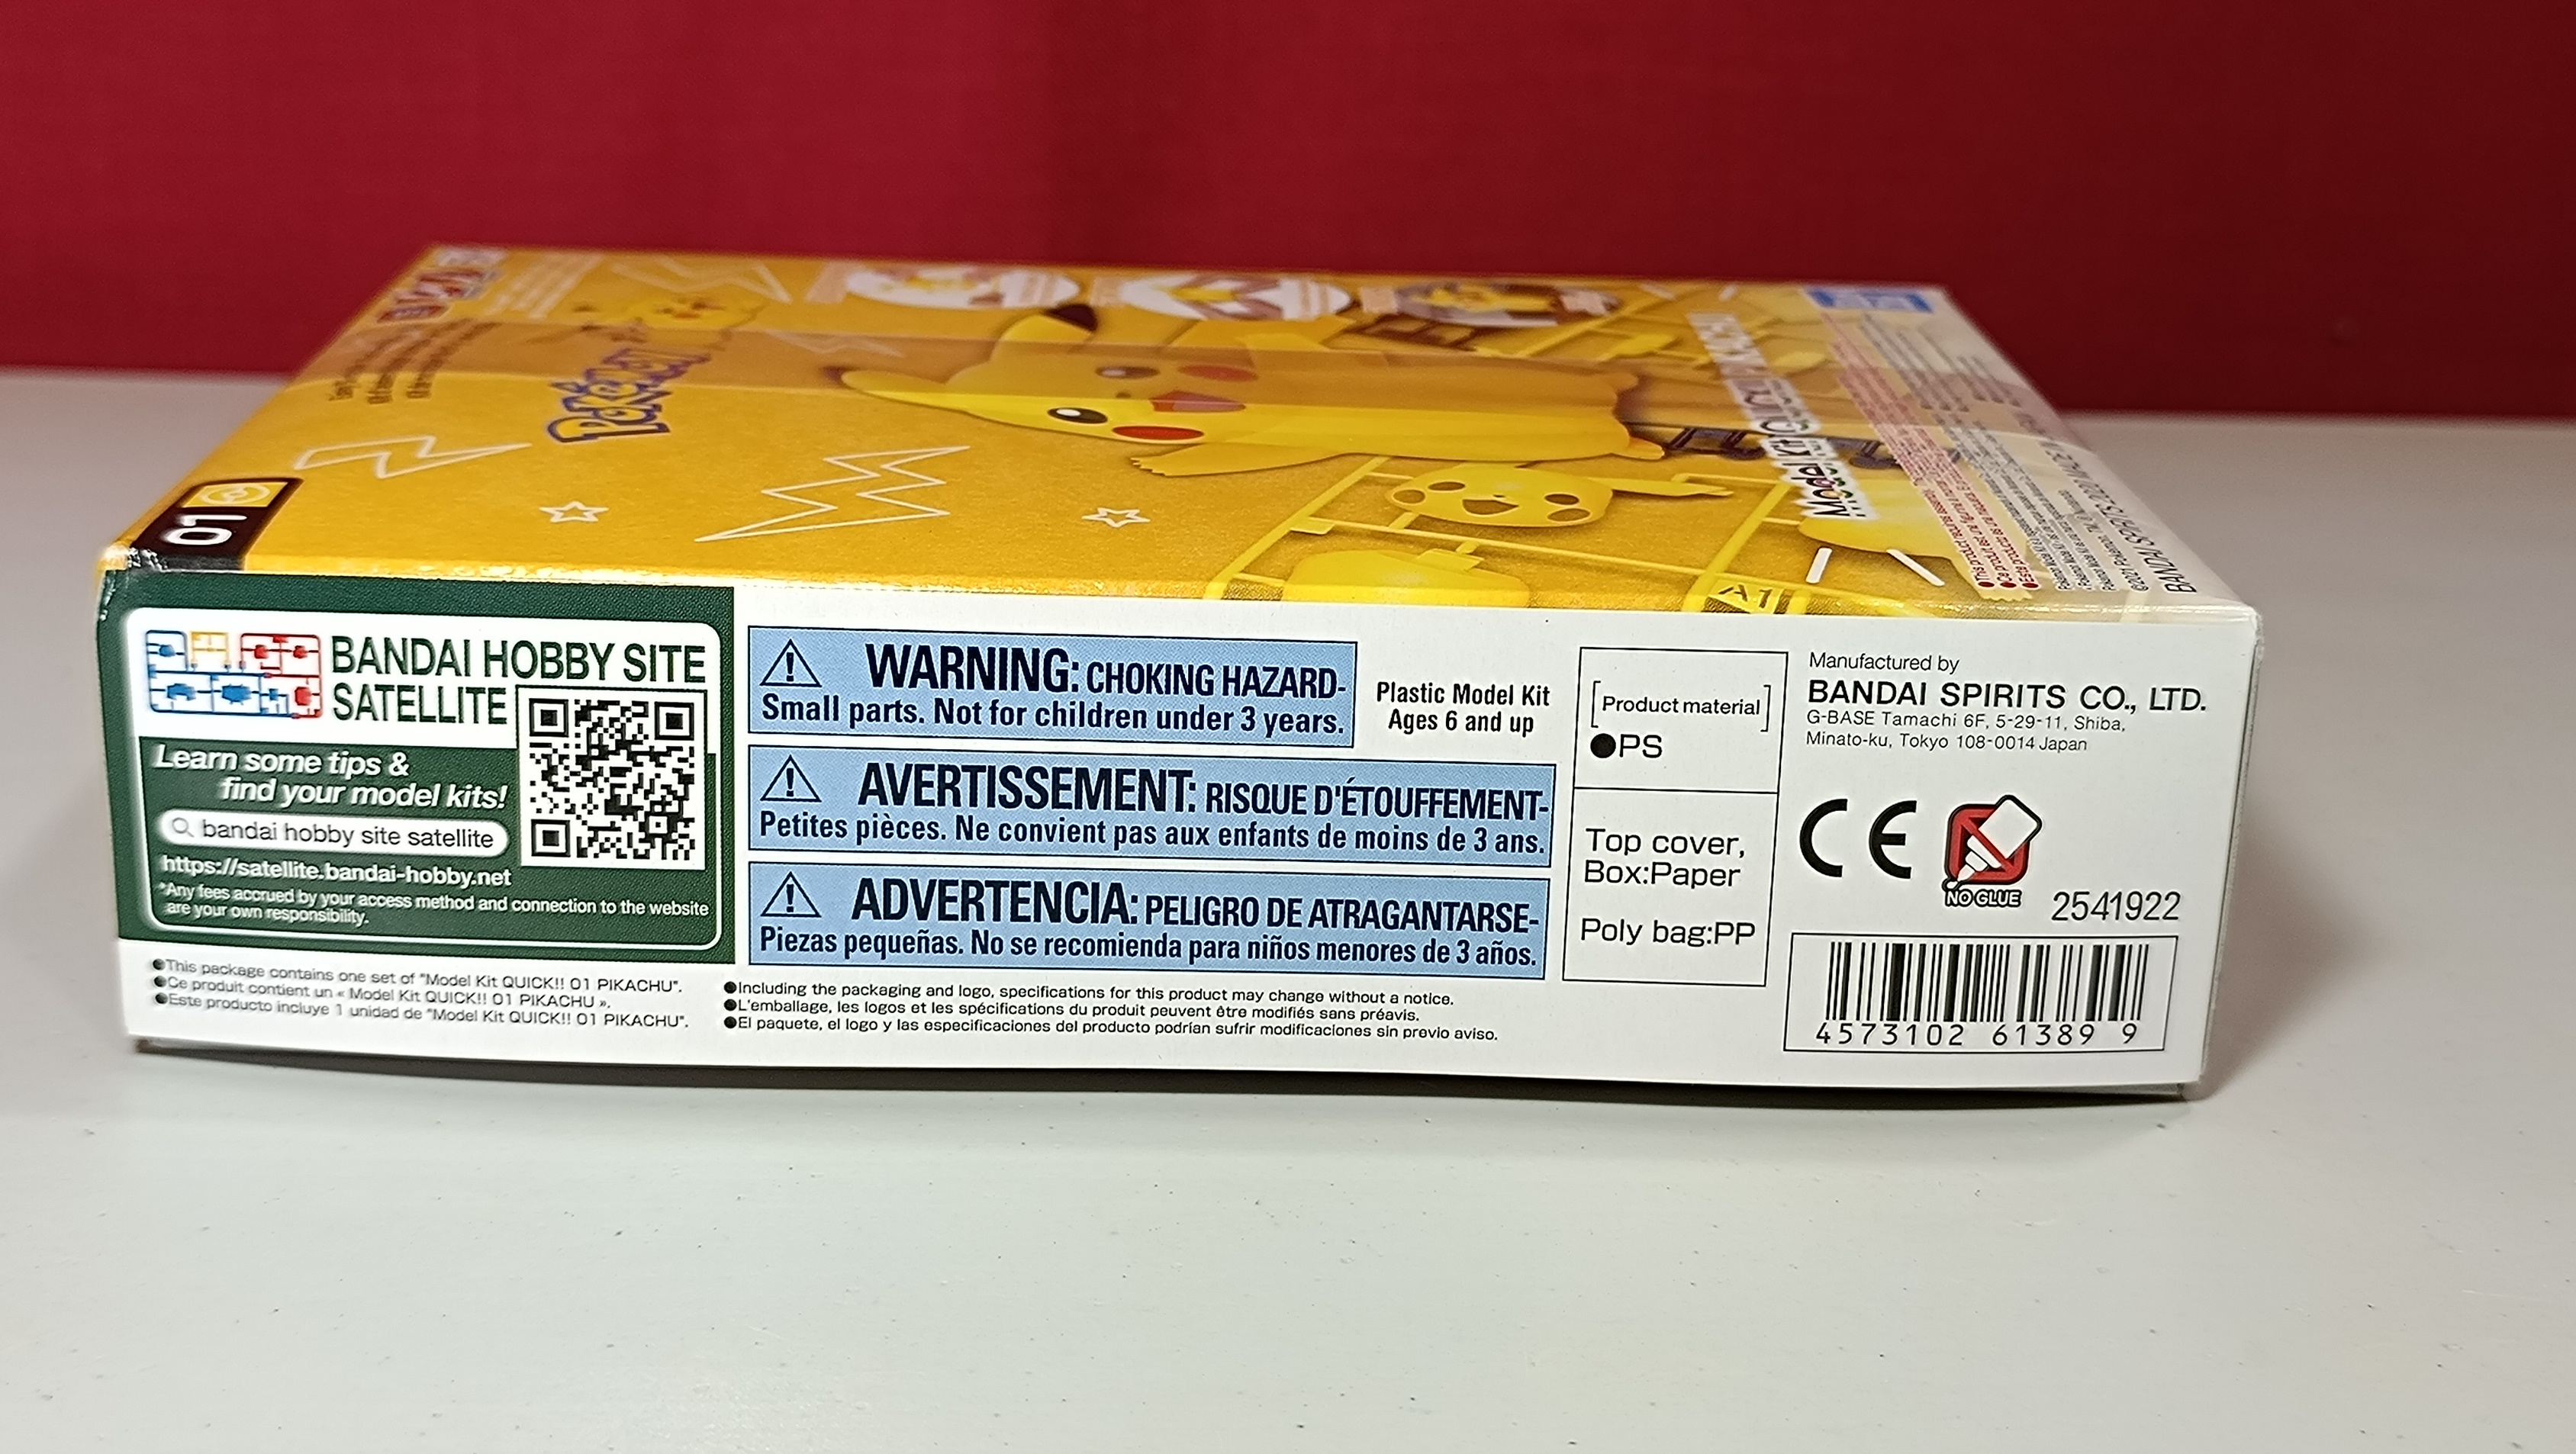 Pokémon
01
Model Kit QUICK!!
A1
BANDAI SPIRITS
BANDAI HOBBY SITE
SATELLITE
Learn some tips &
find your model kits!
bandai hobby site satellite
https://satellite.bandai-hobby.net
*Any fees accrued by your access method and connection to the website
are your own responsibility.
●This package contains one set of "Model Kit QUICK!! 01 PIKACHU".
●Ce produit contient un « Model Kit QUICK!! 01 PIKACHU ».
●Este producto incluye 1 unidad de "Model Kit QUICK!! 01 PIKACHU".
WARNING: CHOKING HAZARD-
Small parts. Not for children under 3 years.
Plastic Model Kit
Ages 6 and up
AVERTISSEMENT: RISQUE D'ÉTOUFFEMENT-
Petites pièces. Ne convient pas aux enfants de moins de 3 ans.
ADVERTENCIA: PELIGRO DE ATRAGANTARSE-
Piezas pequeñas. No se recomienda para niños menores de 3 años.
●Including the packaging and logo, specifications for this product may change without a notice.
●L'emballage, les logos et les spécifications du produit peuvent être modifiés sans préavis.
●El paquete, el logo y las especificaciones del producto podrían sufrir modificaciones sin previo aviso.
[Product material]
●PS
Top cover,
Box:Paper
Poly bag:PP
Manufactured by
BANDAI SPIRITS CO., LTD.
G-BASE Tamachi 6F, 5-29-11, Shiba,
Minato-ku, Tokyo 108-0014 Japan
CE
NO GLUE
2541922
4573102 61389 9